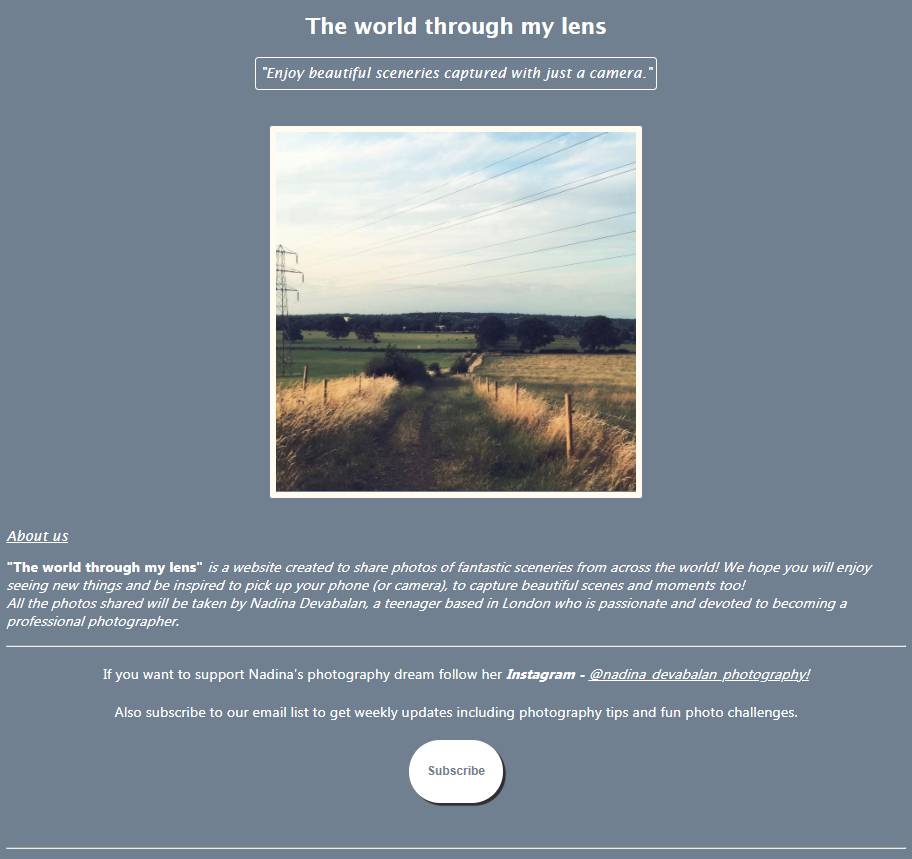 The world through my lens
"Enjoy beautiful sceneries captured with just a camera."
About us
"The world through my lens" is a website created to share photos of fantastic sceneries from across the world! We hope you will enjoy
seeing new things and be inspired to pick up your phone (or camera), to capture beautiful scenes and moments too!
All the photos shared will be taken by Nadina Devabalan, a teenager based in London who is passionate and devoted to becoming a
professional photographer.
If you want to support Nadina's photography dream follow her Instagram - @nadina_devabalan_photography!
Also subscribe to our email list to get weekly updates including photography tips and fun photo challenges.
Subscribe